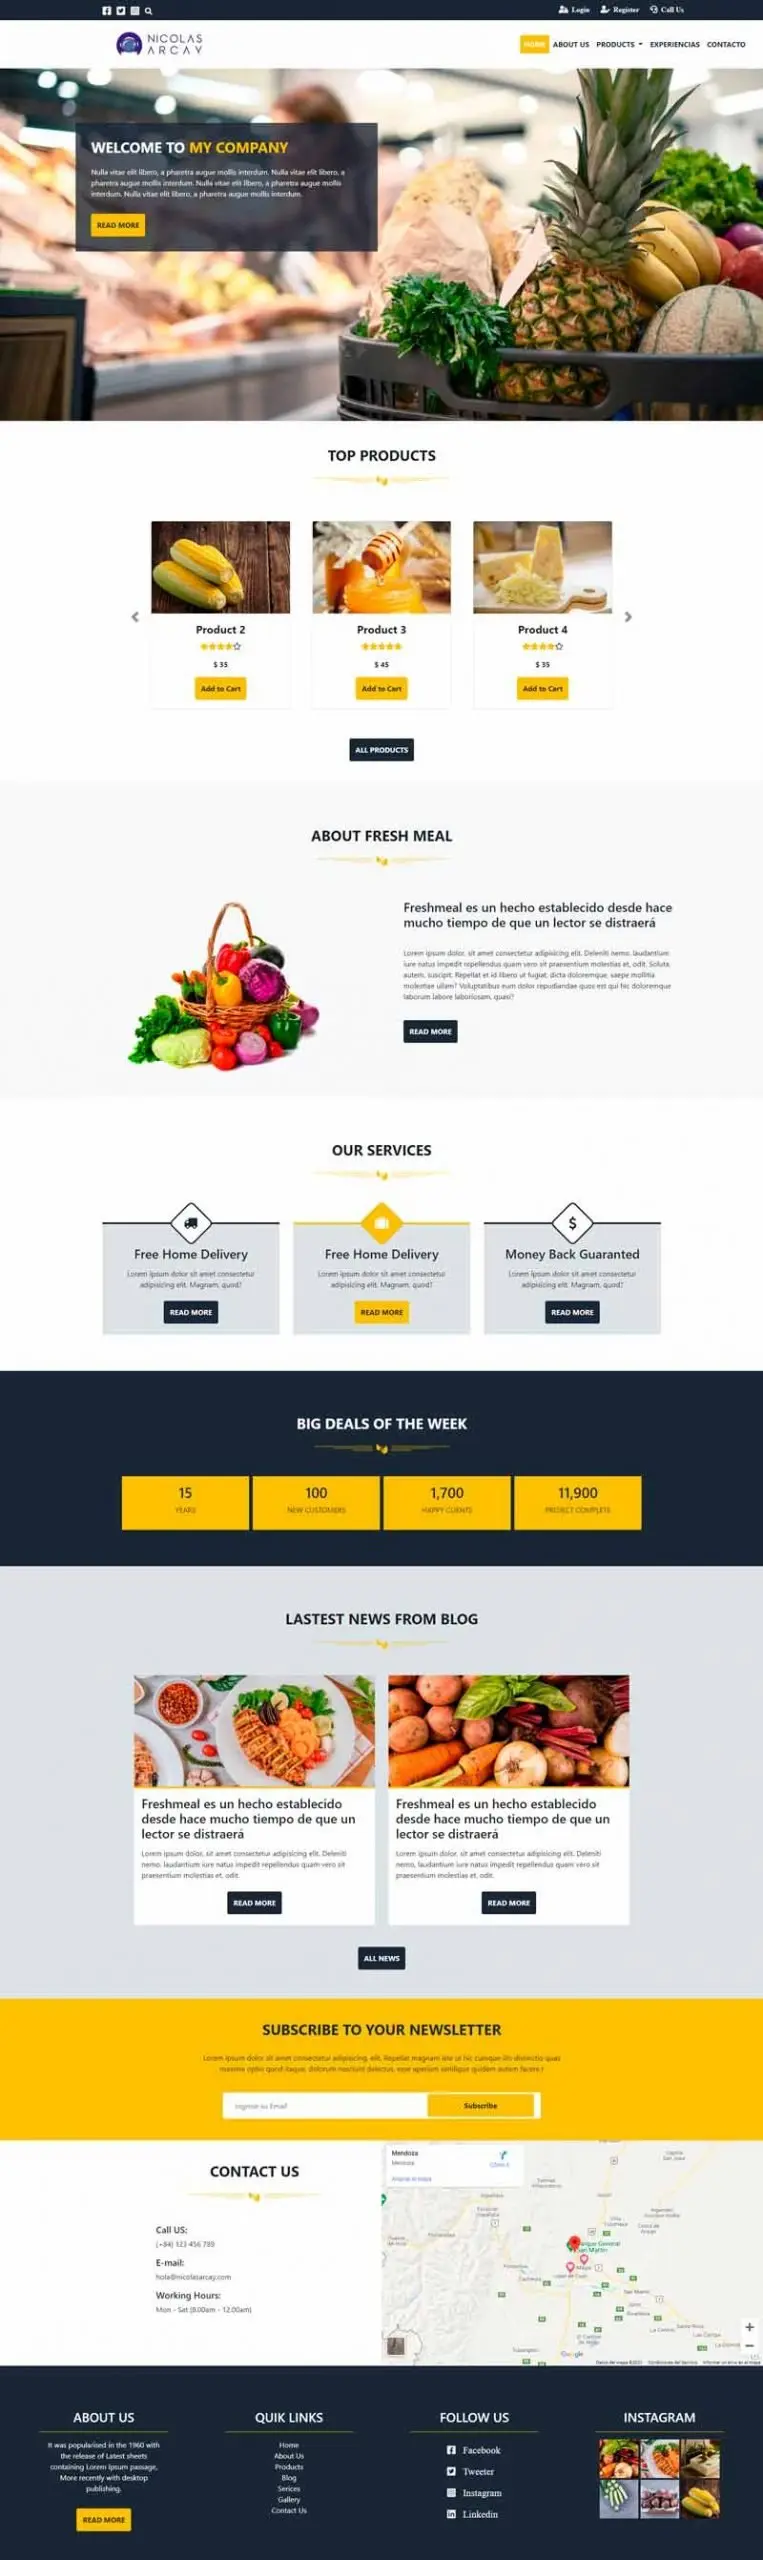 Login Register Call Us
NICOLAS
ARCAY
HOME ABOUT US PRODUCTS EXPERIENCIAS CONTACTO
WELCOME TO MY COMPANY
Nulla vitae elit libero, a pharetra augue mollis interdum. Nulla vitae elit libero, a
pharetra augue mollis interdum. Nulla vitae elit libero, a pharetra augue mollis
interdum. Nulla vitae elit libero, a pharetra augue mollis interdum.
READ MORE
TOP PRODUCTS
Product 2 Product 3 Product 4
$ 35 $ 45 $ 35
Add to Cart Add to Cart Add to Cart
ALL PRODUCTS
ABOUT FRESH MEAL
Freshmeal es un hecho establecido desde hace
mucho tiempo de que un lector se distraerá
Lorem ipsum dolor, sit amet consectetur adipisicing elit. Deleniti nemo, laudantium
iure natus impedit repellendus quam vero sit praesentium molestias et, odit. Soluta
autem, suscipit. Repellat et id libero ut fugiat, dicta doloremque, saepe mollitia
molestiae ullam? Voluptatibus eum dolor repudiandae quos est qui hic doloremque
laborum labore laboriosam, quasi?
READ MORE
OUR SERVICES
Free Home Delivery Free Home Delivery Money Back Guaranted
Lorem ipsum dolor sit amet consectetur Lorem ipsum dolor sit amet consectetur Lorem ipsum dolor sit amet consectetur
adipisicing elit. Magnam, quod? adipisicing elit. Magnam, quod? adipisicing elit. Magnam, quod?
READ MORE READ MORE READ MORE
BIG DEALS OF THE WEEK
15 100 1,700 11,900
YEARS NEW CUSTOMERS HAPPY CLIENTS PROJECT COMPLETE
LASTEST NEWS FROM BLOG
Freshmeal es un hecho establecido
desde hace mucho tiempo de que un
lector se distraerá
Lorem ipsum dolor, sit amet consectetur adipisicing elit. Deleniti
nemo, laudantium iure natus impedit repellendus quam vero sit
praesentium molestias et, odit.
READ MORE
Freshmeal es un hecho establecido
desde hace mucho tiempo de que un
lector se distraerá
Lorem ipsum dolor, sit amet consectetur adipisicing elit. Deleniti
nemo, laudantium iure natus impedit repellendus quam vero sit
praesentium molestias et, odit.
READ MORE
ALL NEWS
SUBSCRIBE TO YOUR NEWSLETTER
Lorem ipsum dolor sit amet consectetur adipisicing, elit. Repellat magnam iste ut hic cumque illo distinctio quas
Ingrese su Email Subscribe
CONTACT US
Call US:
(+84) 123 456 789
E-mail:
hola@nicolasarcay.com
Working Hours:
Mon - Sat (8.00am - 12.00am)
Mendoza
Mendoza
Ampliar el mapa
Google
ABOUT US
It was popularised in the 1960 with
the release of Latest sheets
containing Lorem Ipsum passage,
More recently with desktop
publishing.
READ MORE
QUIK LINKS
Home
About Us
Products
Blog
Serices
Gallery
Contact Us
FOLLOW US
Facebook
Tweeter
Instagram
Linkedin
INSTAGRAM